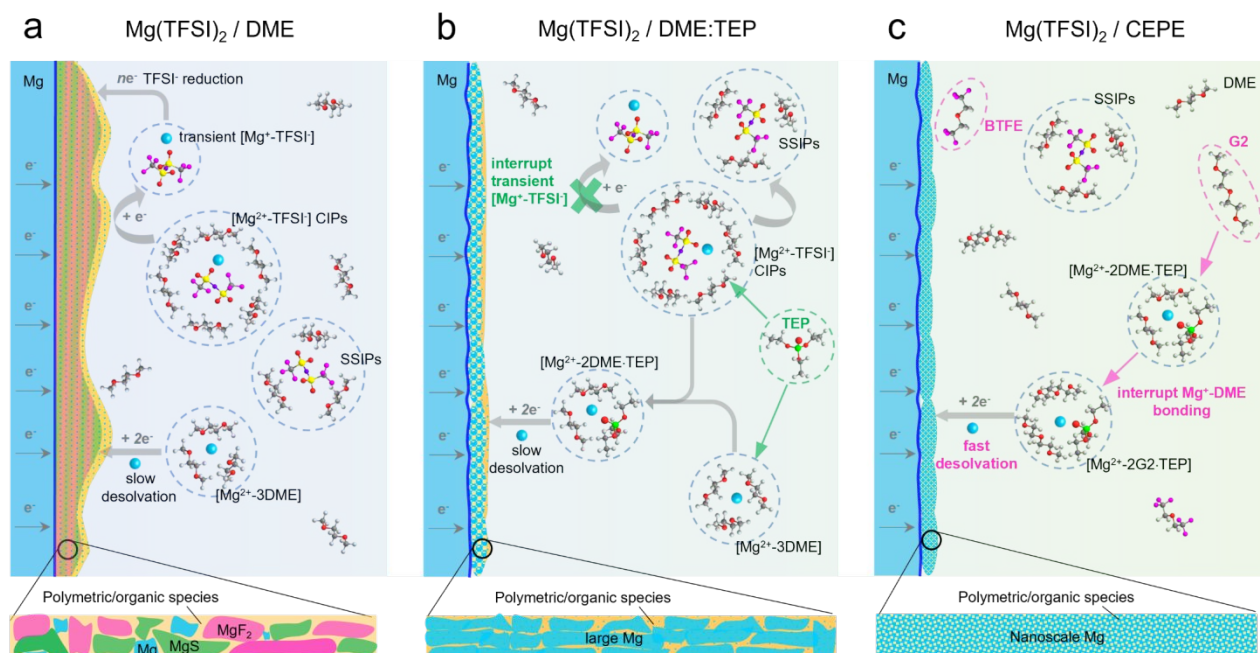 a
Mg(TFSI)₂ / DME
Mg
ne⁻ TFSI⁻ reduction
transient [Mg⁺-TFSI⁻]
e⁻
+ e⁻
[Mg²⁺-TFSI⁻] CIPs
e⁻
e⁻
SSIPs
e⁻
e⁻
+ 2e⁻
slow
desolvation
[Mg²⁺-3DME]
e⁻
Polymetric/organic species
MgF₂
Mg
MgS
b
Mg(TFSI)₂ / DME:TEP
Mg
SSIPs
interrupt
transient
[Mg⁺-TFSI⁻]
+ e⁻
e⁻
e⁻
[Mg²⁺-TFSI⁻]
CIPs
e⁻
TEP
[Mg²⁺-2DME·TEP]
e⁻
+ 2e⁻
slow
desolvation
e⁻
[Mg²⁺-3DME]
e⁻
Polymetric/organic species
large Mg
c
Mg(TFSI)₂ / CEPE
Mg
DME
SSIPs
BTFE
G2
e⁻
e⁻
[Mg²⁺-2DME·TEP]
e⁻
e⁻
interrupt Mg⁺-DME
bonding
+ 2e⁻
fast
desolvation
e⁻
[Mg²⁺-2G2·TEP]
e⁻
Polymetric/organic species
Nanoscale Mg